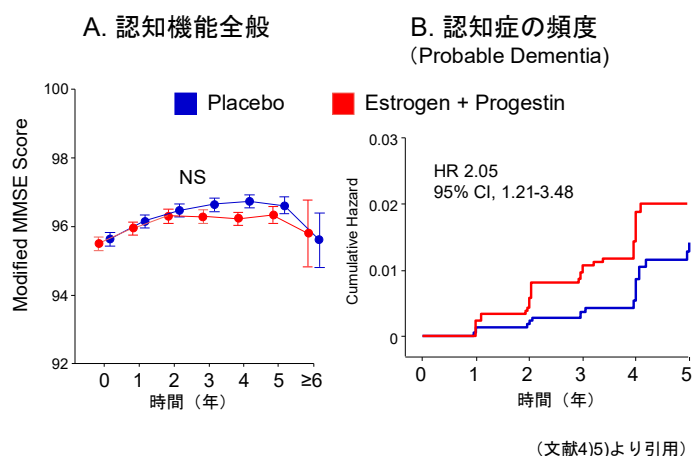 A. 認知機能全般
B. 認知症の頻度
(Probable Dementia)
Placebo
Estrogen + Progestin
Modified MMSE Score
100
98
96
94
92
NS
0 1 2 3 4 5 ≥6
時間（年）
Cumulative Hazard
0.03
0.02
0.01
0
HR 2.05
95% CI, 1.21-3.48
0 1 2 3 4 5
時間（年）
（文献4)5)より引用）